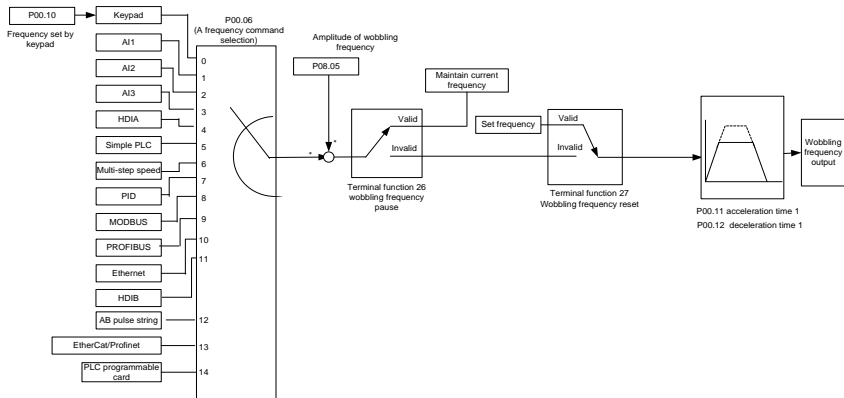 P00.10
Frequency set by
keypad
Keypad
AI1
AI2
AI3
HDIA
Simple PLC
Multi-step speed
PID
MODBUS
PROFIBUS
Ethernet
HDIB
AB pulse string
EtherCat/Profinet
PLC programmable
card
P00.06
(A frequency command
selection)
0
1
2
3
4
5
6
7
8
9
10
11
12
13
14
Amplitude of wobbling
frequency
P08.05
*
*
Maintain current
frequency
Valid
Invalid
Terminal function 26
wobbling frequency
pause
Set frequency
Valid
Invalid
Terminal function 27
Wobbling frequency reset
P00.11 acceleration time 1
P00.12 deceleration time 1
Wobbling
frequency
output